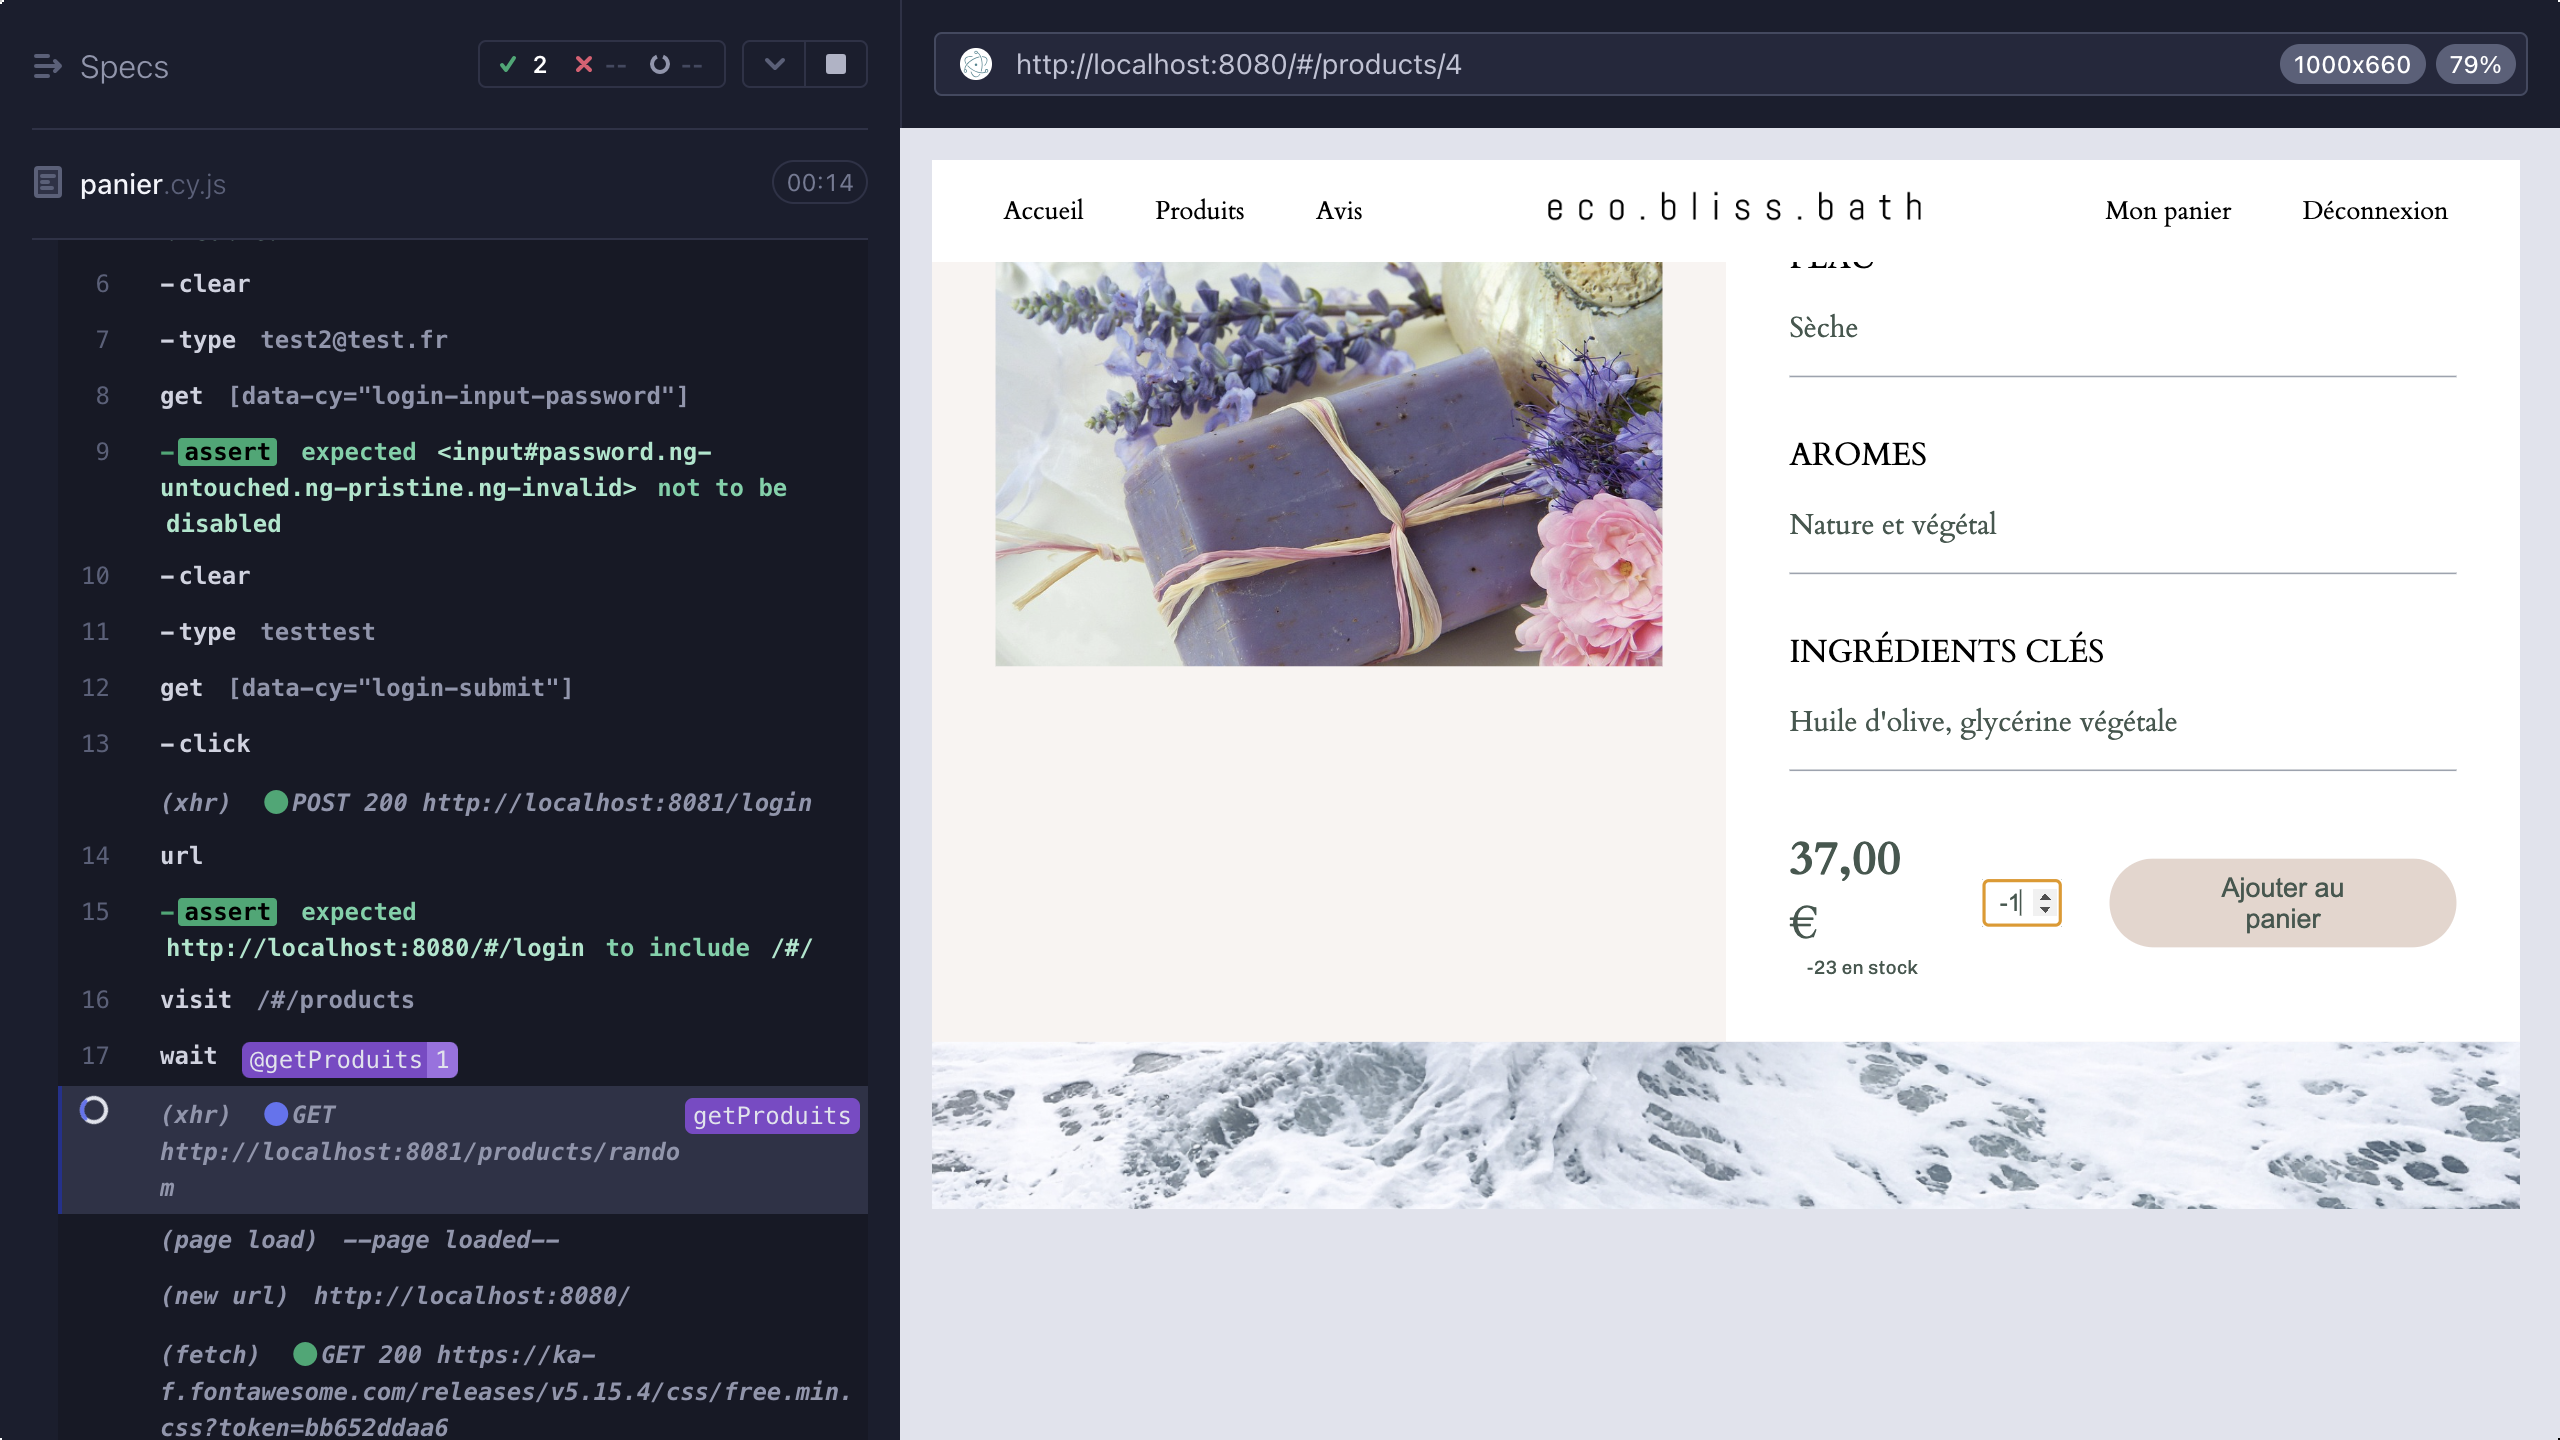 Specs
2
--
--
panier.cy.js
00:14
6 -clear
7 -type test2@test.fr
8 get [data-cy="login-input-password"]
9 -assert expected <input#password.ng-
untouched.ng-pristine.ng-invalid> not to be
disabled
10 -clear
11 -type testtest
12 get [data-cy="login-submit"]
13 -click
(xhr) POST 200 http://localhost:8081/login
14 url
15 -assert expected
http://localhost:8080/#/login to include /#/
16 visit /#/products
17 wait @getProduits 1
(xhr) GET getProduits
http://localhost:8081/products/rando
m
(page load) --page loaded--
(new url) http://localhost:8080/
(fetch) GET 200 https://ka-
f.fontawesome.com/releases/v5.15.4/css/free.min.
css?token=bb652ddaa6
http://localhost:8080/#/products/4
1000x660
79%
Accueil
Produits
Avis
eco.bliss.bath
Mon panier
Déconnexion
Sèche
AROMES
Nature et végétal
INGRÉDIENTS CLÉS
Huile d'olive, glycérine végétale
37,00
€
-23 en stock
-1
Ajouter au
panier